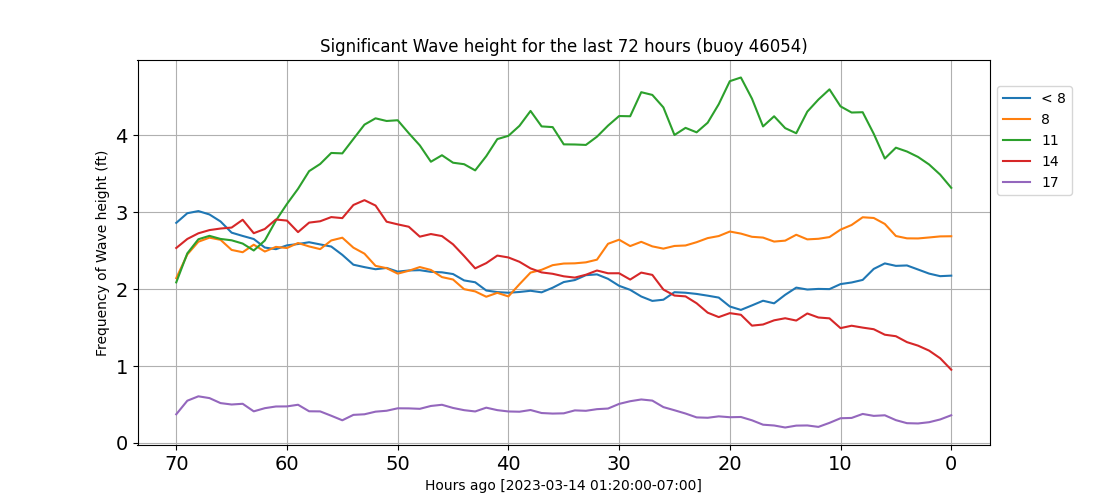 Significant Wave height for the last 72 hours (buoy 46054)
Frequency of Wave height (ft)
4
3
2
1
0
70 60 50 40 30 20 10 0
Hours ago [2023-03-14 01:20:00-07:00]
< 8
8
11
14
17